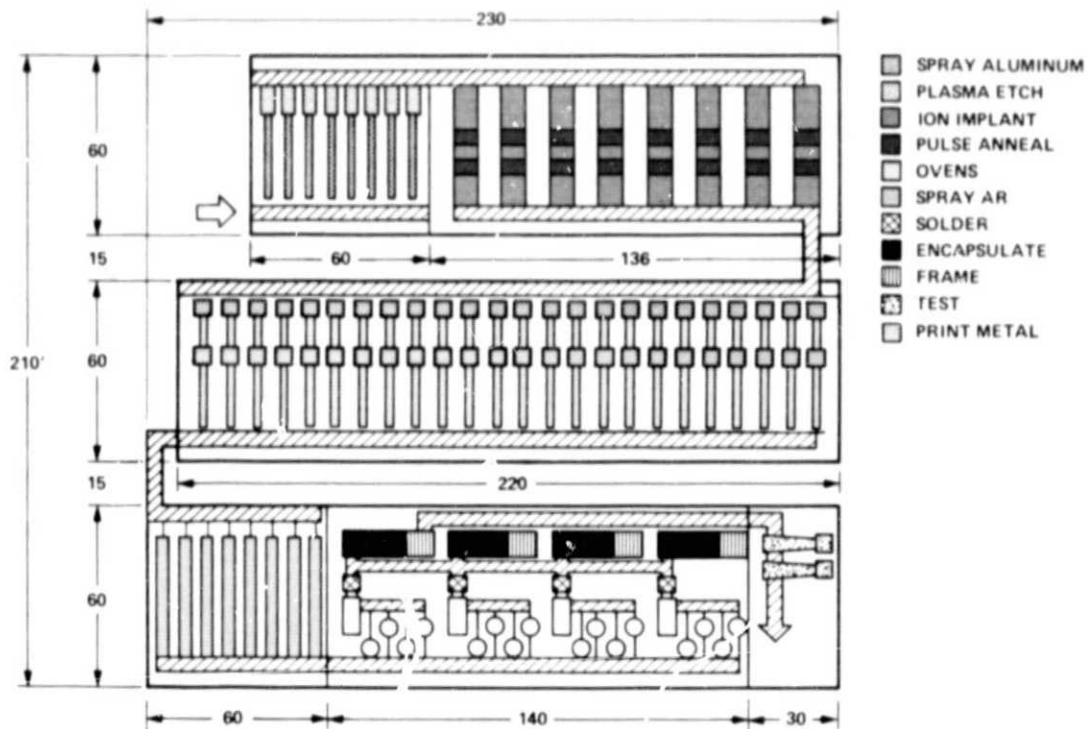 230
SPRAY ALUMINUM
PLASMA ETCH
ION IMPLANT
PULSE ANNEAL
OVENS
SPRAY AR
SOLDER
ENCAPSULATE
FRAME
TEST
PRINT METAL
60
15
60
136
210'
60
15
220
60
60
140
30